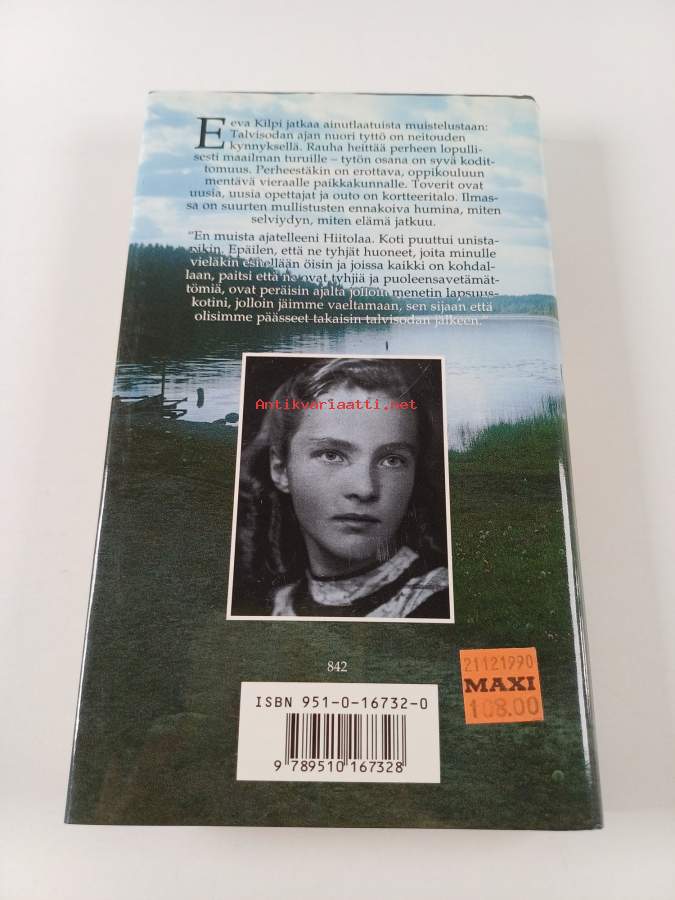 Eeva Kilpi jatkaa ainutlaatuista muistelustaan:
Talvisodan ajan nuori tyttö on neitouden
kynnyksellä. Rauha heittää perheen lopulli-
sesti maailman turuille – tytön osana on syvä kodit-
tomuus. Perheestäkin on erottava, oppikouluun
mentävä vieraalle paikkakunnalle. Toverit ovat
uusia, uusia opettajat ja outo on kortteeritalo. Ilmas-
sa on suurten mullistusten ennakoiva humina, miten
selviydyn, miten elämä jatkuu.
"En muista ajatelleeni Hiitolaa. Koti puuttui unista-
nikin. Epäilen, että ne tyhjät huoneet, joita minulle
vieläkin esitellään öisin ja joissa kaikki on kohdal-
laan, paitsi että ne ovat tyhjiä ja puoleensavetämät-
tömiä, ovat peräisin ajalta jolloin menetin lapsuus-
kotini, jolloin jäimme vaeltamaan, sen sijaan että
olisimme päässeet takaisin talvisodan jälkeen.
Antikvariaatti.net
842
21121990
MAXI
108.00
ISBN 951-0-16732-0
9 789510 167328